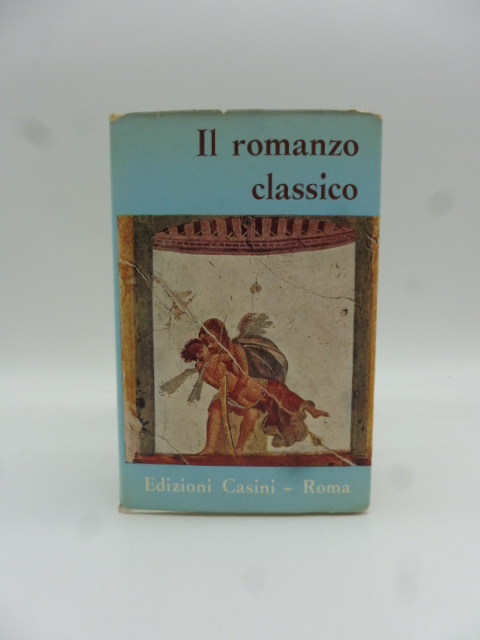 Il romanzo
classico
Edizioni Casini - Roma